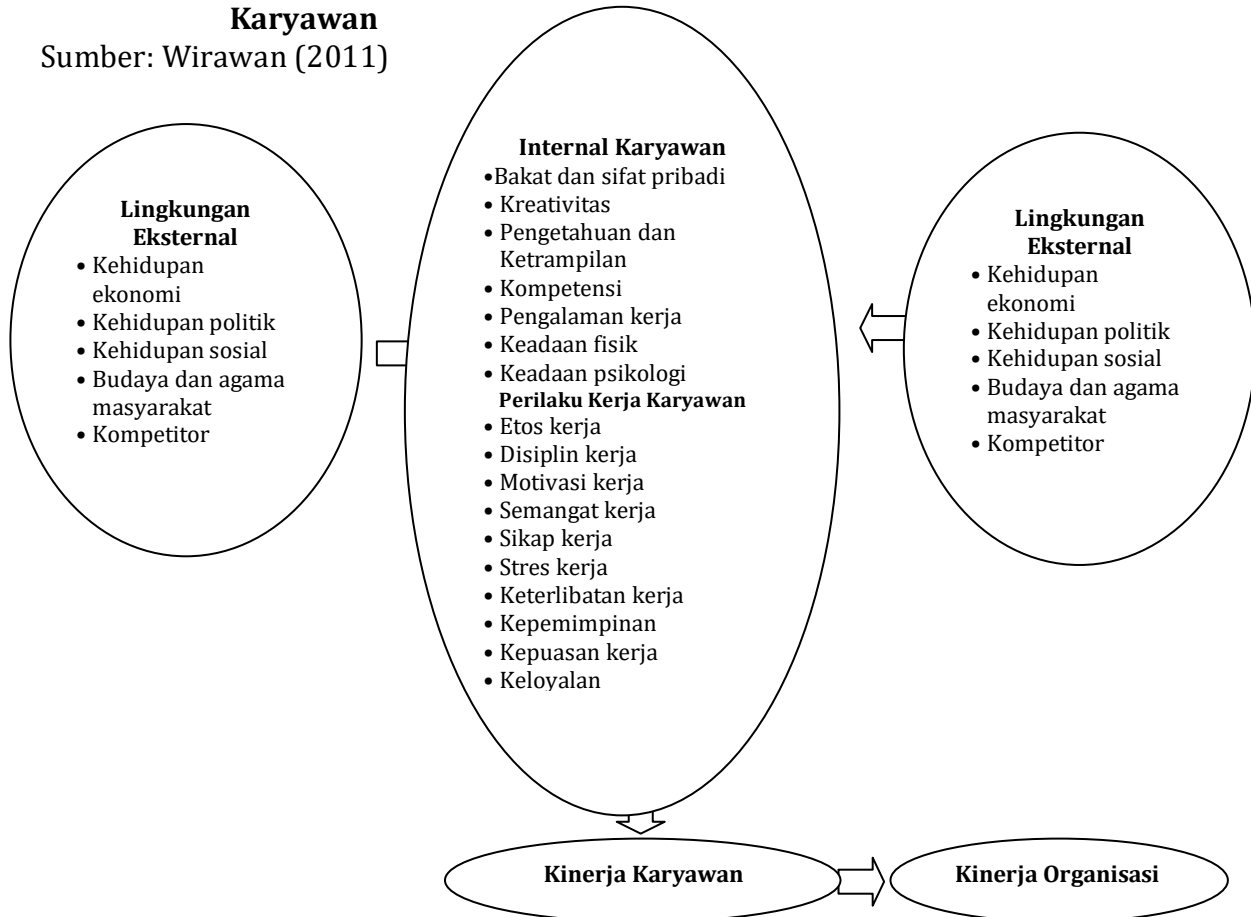 Karyawan
Sumber: Wirawan (2011)
Lingkungan
Eksternal
• Kehidupan
ekonomi
• Kehidupan politik
• Kehidupan sosial
• Budaya dan agama
masyarakat
• Kompetitor
Internal Karyawan
•Bakat dan sifat pribadi
• Kreativitas
• Pengetahuan dan
Ketrampilan
• Kompetensi
• Pengalaman kerja
• Keadaan fisik
• Keadaan psikologi
Perilaku Kerja Karyawan
• Etos kerja
• Disiplin kerja
• Motivasi kerja
• Semangat kerja
• Sikap kerja
• Stres kerja
• Keterlibatan kerja
• Kepemimpinan
• Kepuasan kerja
• Keloyalan
Lingkungan
Eksternal
• Kehidupan
ekonomi
• Kehidupan politik
• Kehidupan sosial
• Budaya dan agama
masyarakat
• Kompetitor
Kinerja Karyawan
Kinerja Organisasi